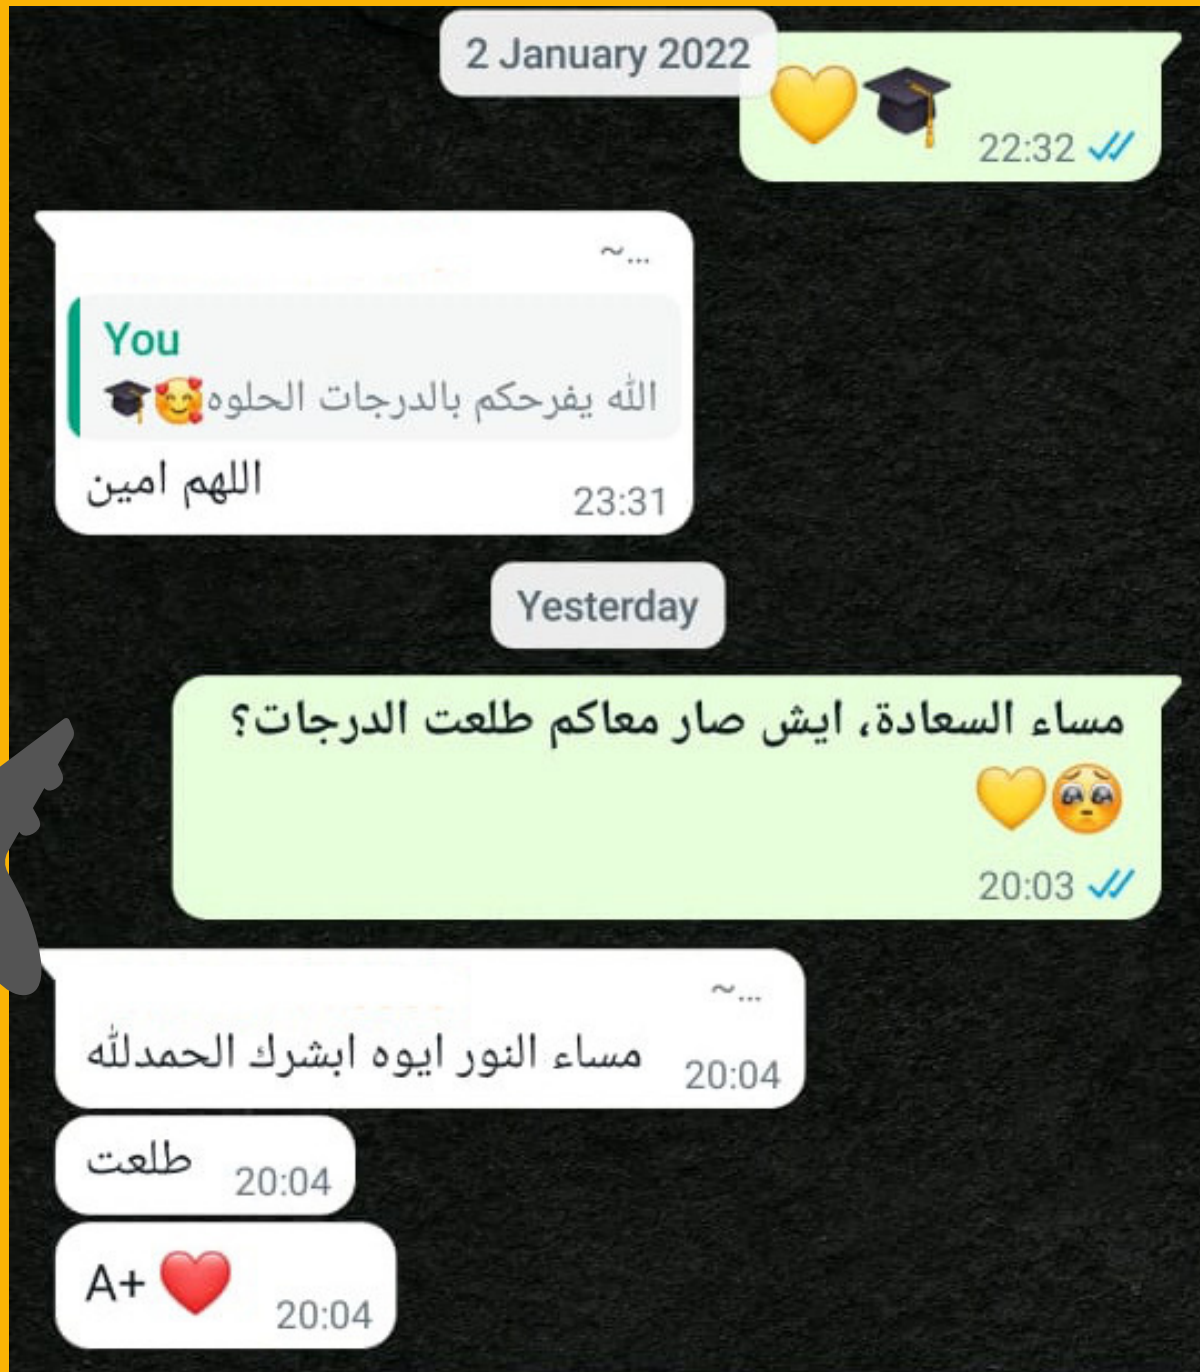 2 January 2022
💛🎓
22:32
~...
You
الله يفرحكم بالدرجات الحلوه🥰🎓
اللهم امين
23:31
Yesterday
مساء السعادة، ايش صار معاكم طلعت الدرجات؟
🥺💛
20:03
~...
مساء النور ايوه ابشرك الحمدلله
20:04
طلعت
20:04
A+ ❤️
20:04